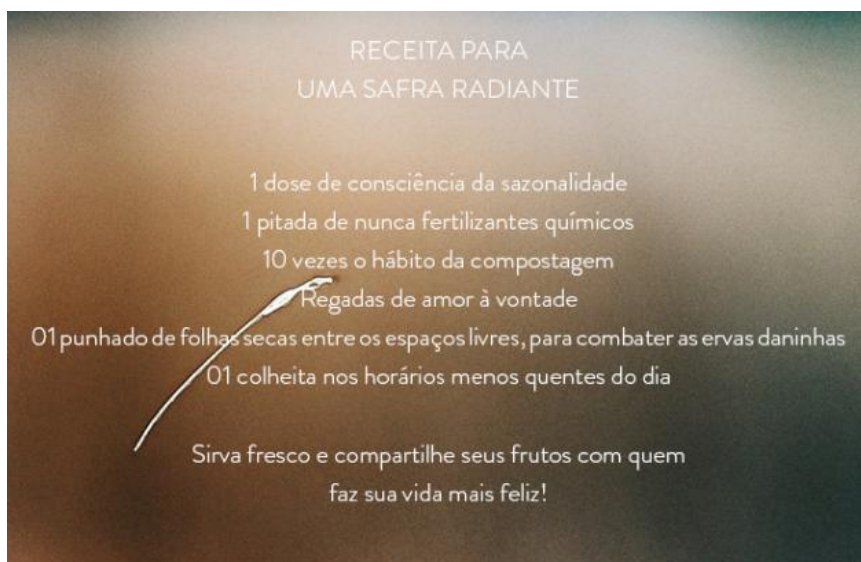 RECEITA PARA
UMA SAFRA RADIANTE
1 dose de consciência da sazonalidade
1 pitada de nunca fertilizantes químicos
10 vezes o hábito da compostagem
Regadas de amor à vontade
01 punhado de folhas secas entre os espaços livres, para combater as ervas daninhas
01 colheita nos horários menos quentes do dia
Sirva fresco e compartilhe seus frutos com quem
faz sua vida mais feliz!